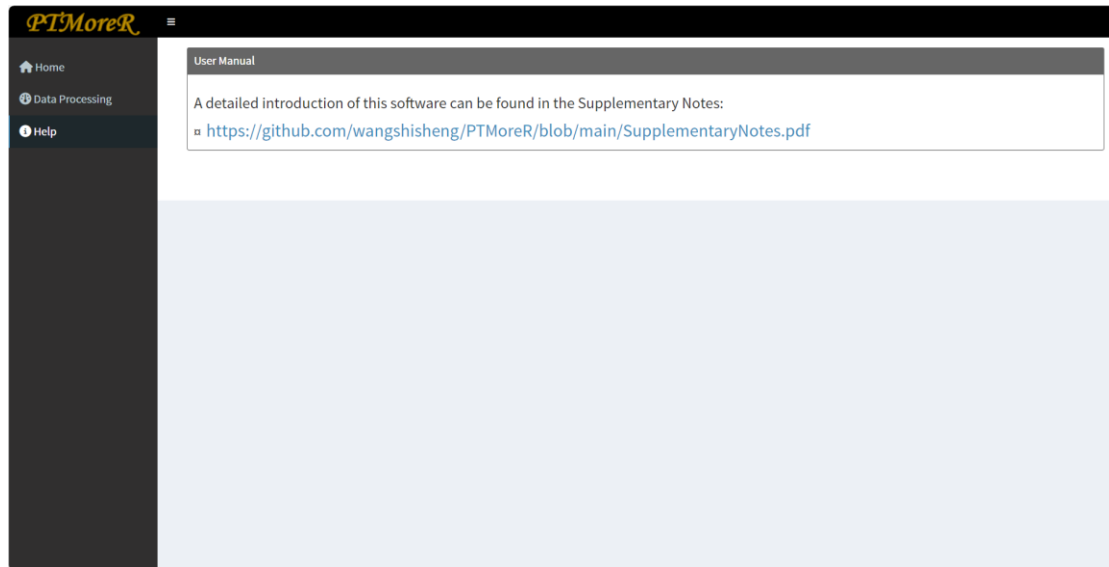 PTMoreR
Home
Data Processing
Help
User Manual
A detailed introduction of this software can be found in the Supplementary Notes:
¤ https://github.com/wangshisheng/PTMoreR/blob/main/SupplementaryNotes.pdf